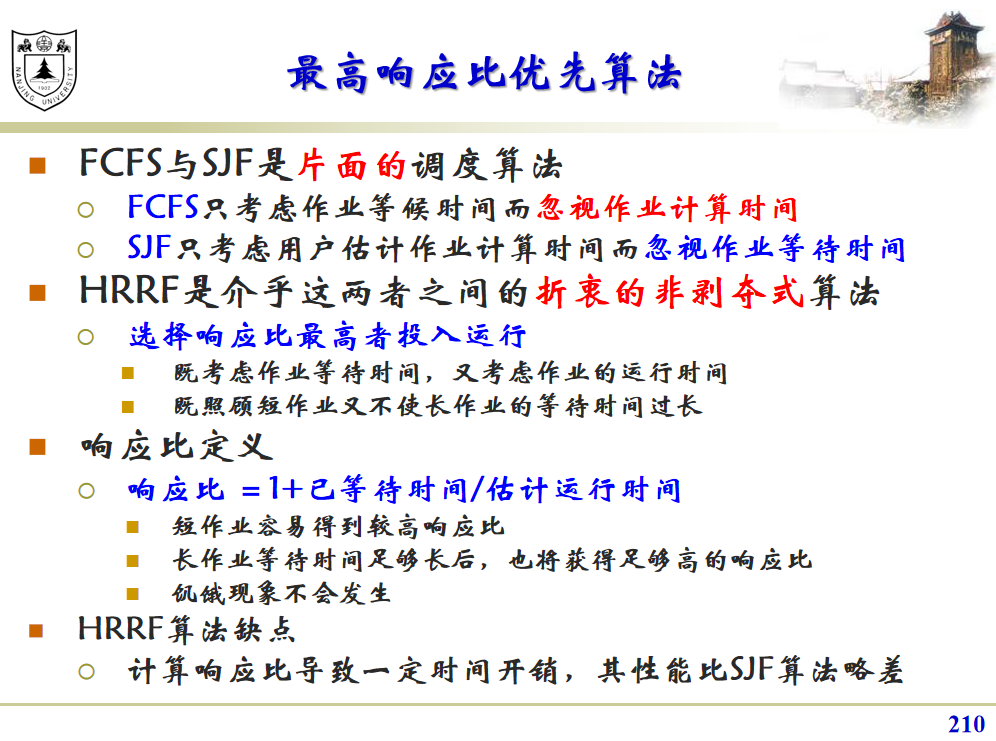 NANJING UNIVERSITY
1902
最高响应比优先算法
FCFS与SJF是片面的调度算法
FCFS只考虑作业等候时间而忽视作业计算时间
SJF只考虑用户估计作业计算时间而忽视作业等待时间
HRRF是介乎这两者之间的折衷的非剥夺式算法
选择响应比最高者投入运行
既考虑作业等待时间，又考虑作业的运行时间
既照顾短作业又不使长作业的等待时间过长
响应比定义
响应比 =1+已等待时间/估计运行时间
短作业容易得到较高响应比
长作业等待时间足够长后，也将获得足够高的响应比
饥饿现象不会发生
HRRF算法缺点
计算响应比导致一定时间开销，其性能比SJF算法略差
210